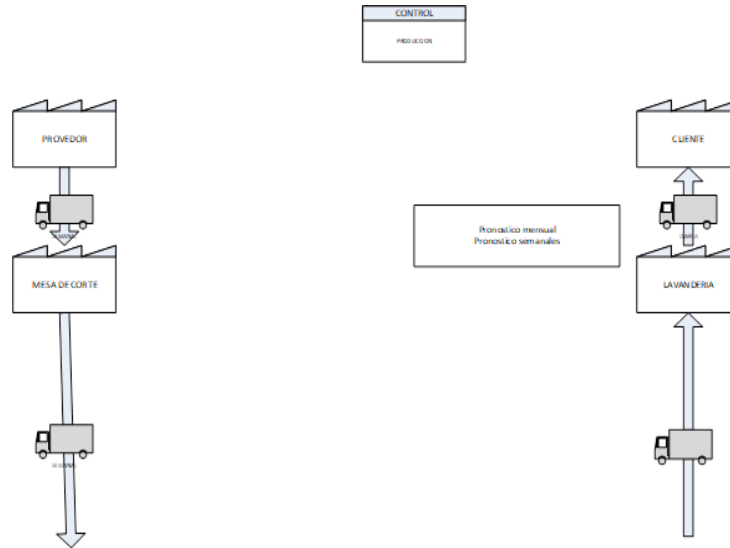 CONTROL
PRODUCCION
PROVEDOR
CLIENTE
Pronostico mensual
Pronostico semanales
MESA DE CORTE
LAVANDERIA